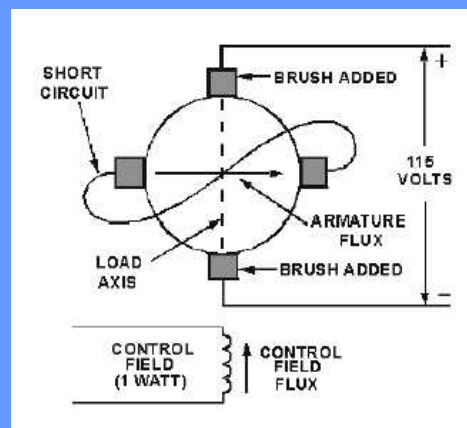 +
BRUSH ADDED
SHORT
CIRCUIT
115
VOLTS
ARMATURE
FLUX
LOAD
AXIS
BRUSH ADDED
−
CONTROL
FIELD
(1 WATT)
CONTROL
FIELD
FLUX